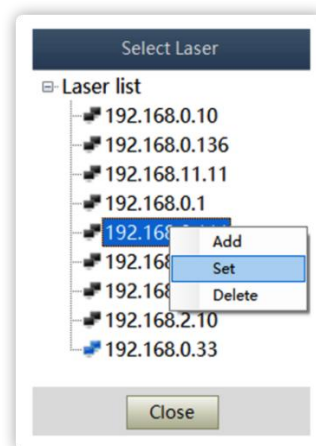 Select Laser
Laser list
192.168.0.10
192.168.0.136
192.168.11.11
192.168.0.1
Add
Set
Delete
192.168.2.10
192.168.0.33
Close